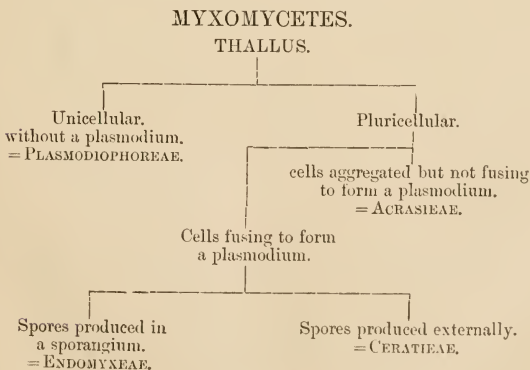 MYXOMYCETES.
THALLUS.
Unicellular.
without a plasmodium.
= PLASMODIOPHOREAE.
Pluricellular.
cells aggregated but not fusing
to form a plasmodium.
= ACRASIEAE.
Cells fusing to form
a plasmodium.
Spores produced in
a sporangium.
= ENDOMYXEAE.
Spores produced externally.
= CERATIEAE.